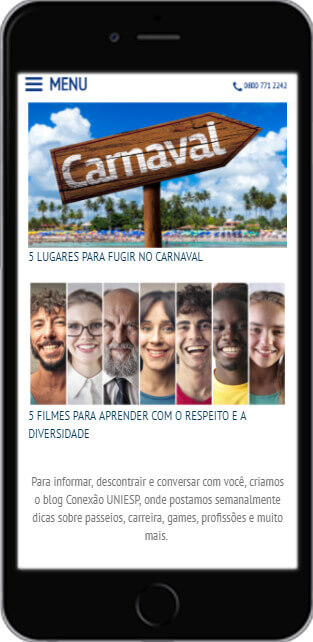 MENU
0800 771 2242
Carnaval
5 LUGARES PARA FUGIR NO CARNAVAL
5 FILMES PARA APRENDER COM O RESPEITO E A
DIVERSIDADE
Para informar, descontrair e conversar com você, criamos
o blog Conexão UNIESP, onde postamos semanalmente
dicas sobre passeios, carreira, games, profissões e muito
mais.